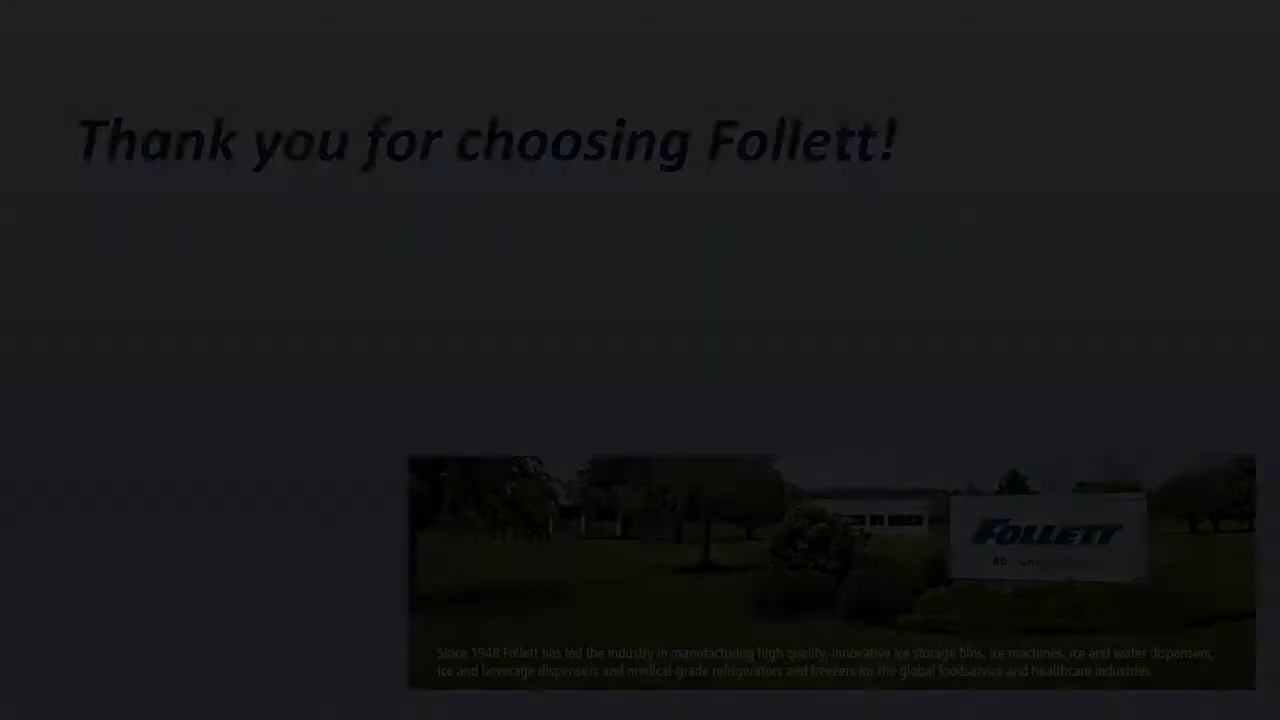 Thank you for choosing Follett!
FOLLETT
Since 1948 Follett has led the industry in manufacturing high quality, innovative ice storage bins, ice machines, ice and water dispensers,
ice and beverage dispensers and medical-grade refrigerators and freezers for the global foodservice and healthcare industries.